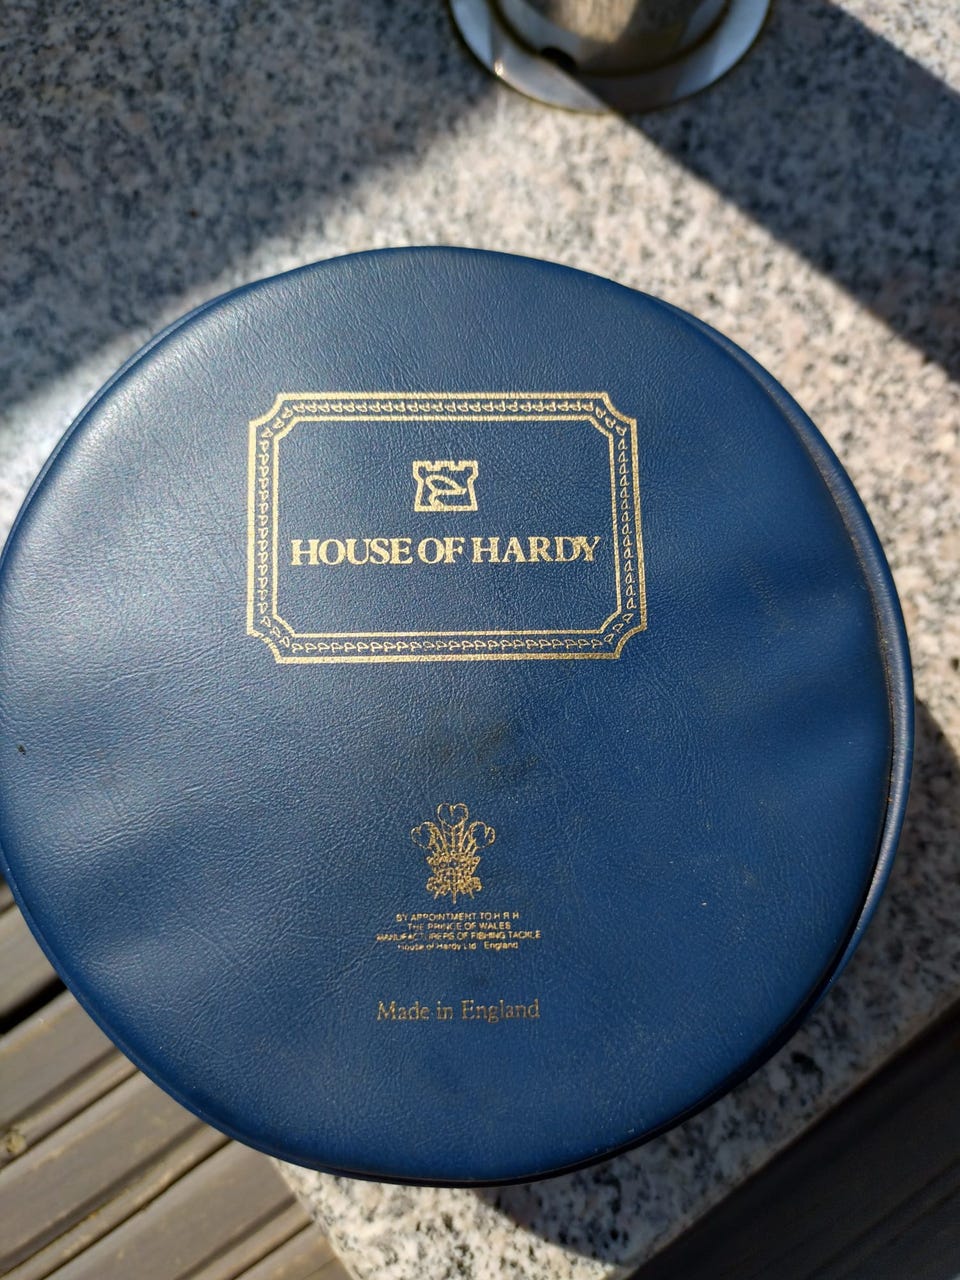 HOUSE OF HARDY
BY APPOINTMENT TO H R H
THE PRINCE OF WALES
MANUFACTURERS OF FISHING TACKLE
House of Hardy Ltd England
Made in England